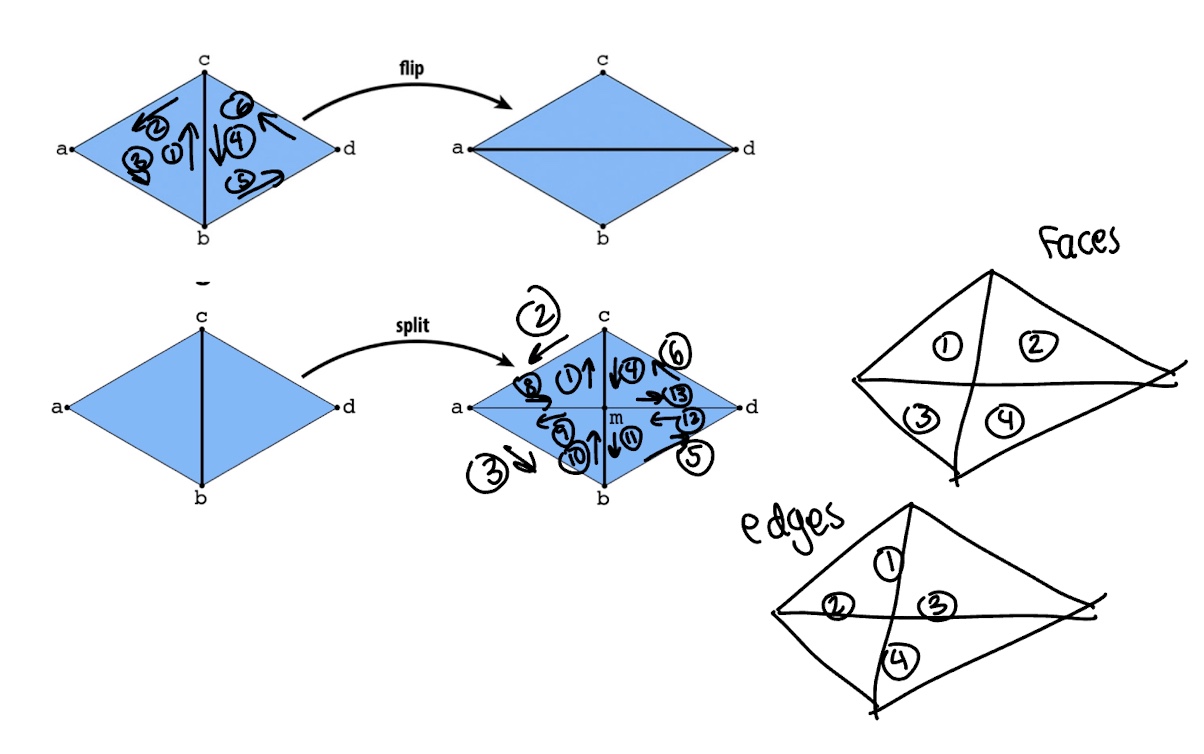 c
flip
c
a
②
①
③
④
⑥
⑤
d
b
a
d
b
c
split
a
d
b
②
c
⑥
⑧
①
④
⑬
a
m
d
⑨
⑫
⑩
⑪
③
⑤
b
Faces
①
②
③
④
edges
①
②
③
④